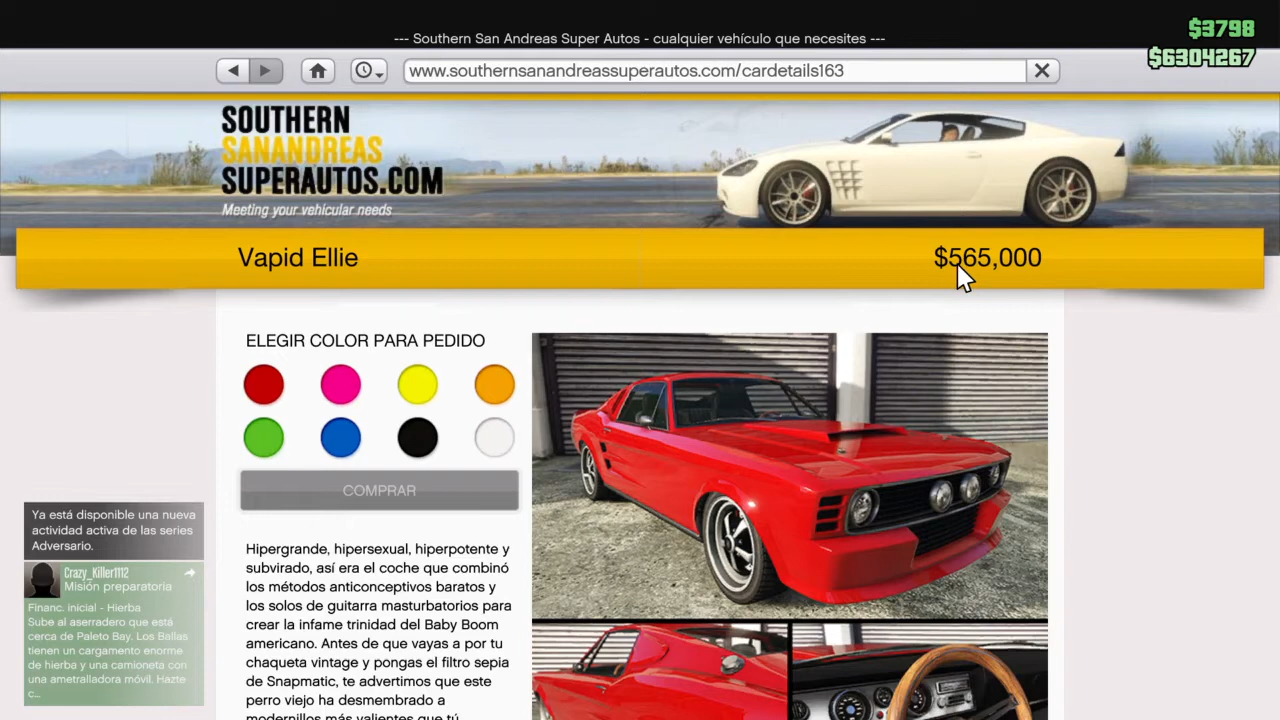 --- Southern San Andreas Super Autos - cualquier vehículo que necesites ---
$3798
$6304267
www.southernsanandreassuperautos.com/cardetails163
SOUTHERN
SANANDREAS
SUPERAUTOS.COM
Meeting your vehicular needs
Vapid Ellie
$565,000
ELEGIR COLOR PARA PEDIDO
COMPRAR
Hipergrande, hipersexual, hiperpotente y
subvirado, así era el coche que combinó
los métodos anticonceptivos baratos y
los solos de guitarra masturbatorios para
crear la infame trinidad del Baby Boom
americano. Antes de que vayas a por tu
chaqueta vintage y pongas el filtro sepia
de Snapmatic, te advertimos que este
perro viejo ha desmembrado a
modernillos más valientes que tú.
Ya está disponible una nueva
actividad activa de las series
Adversario.
Crazy_Killer1112
Misión preparatoria
Financ. inicial - Hierba
Sube al aserradero que está
cerca de Paleto Bay. Los Ballas
tienen un cargamento enorme
de hierba y una camioneta con
una ametralladora móvil. Hazte
c...